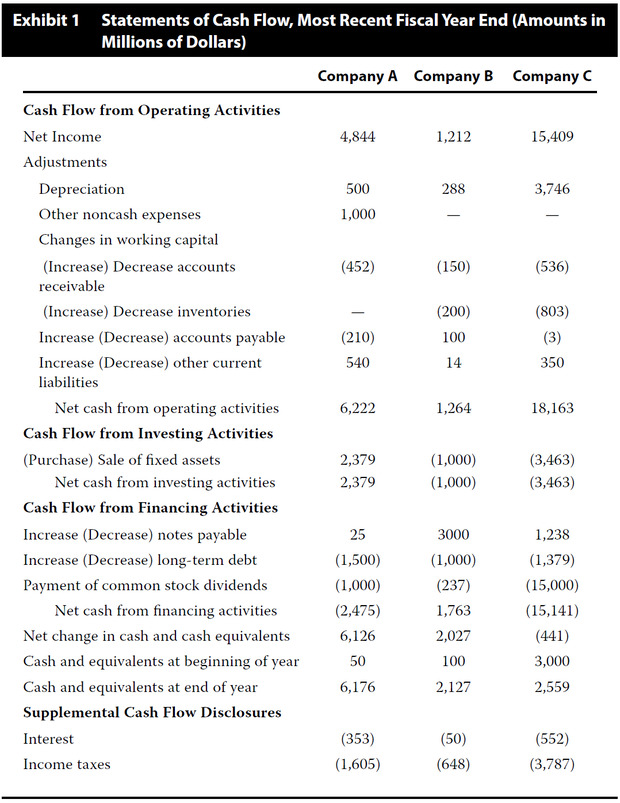 Exhibit 1 Statements of Cash Flow, Most Recent Fiscal Year End (Amounts in
Millions of Dollars)
Company A Company B Company C
Cash Flow from Operating Activities
Net Income 4,844 1,212 15,409
Adjustments
Depreciation 500 288 3,746
Other noncash expenses 1,000 — —
Changes in working capital
(Increase) Decrease accounts (452) (150) (536)
receivable
(Increase) Decrease inventories — (200) (803)
Increase (Decrease) accounts payable (210) 100 (3)
Increase (Decrease) other current 540 14 350
liabilities
Net cash from operating activities 6,222 1,264 18,163
Cash Flow from Investing Activities
(Purchase) Sale of fixed assets 2,379 (1,000) (3,463)
Net cash from investing activities 2,379 (1,000) (3,463)
Cash Flow from Financing Activities
Increase (Decrease) notes payable 25 3000 1,238
Increase (Decrease) long-term debt (1,500) (1,000) (1,379)
Payment of common stock dividends (1,000) (237) (15,000)
Net cash from financing activities (2,475) 1,763 (15,141)
Net change in cash and cash equivalents 6,126 2,027 (441)
Cash and equivalents at beginning of year 50 100 3,000
Cash and equivalents at end of year 6,176 2,127 2,559
Supplemental Cash Flow Disclosures
Interest (353) (50) (552)
Income taxes (1,605) (648) (3,787)